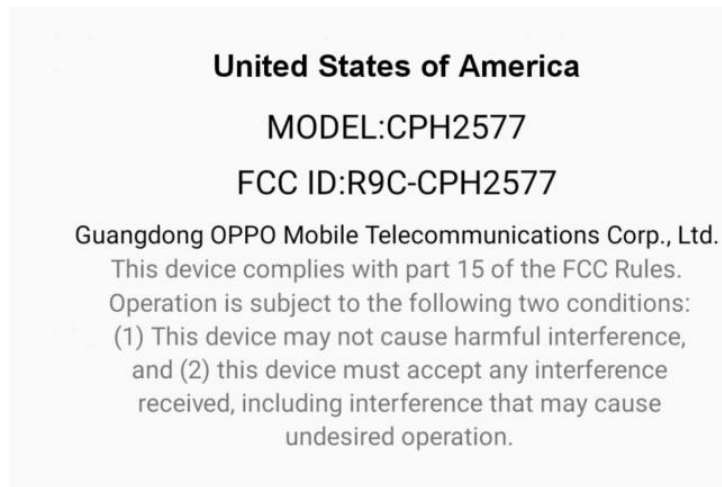 United States of America
MODEL:CPH2577
FCC ID:R9C-CPH2577
Guangdong OPPO Mobile Telecommunications Corp., Ltd.
This device complies with part 15 of the FCC Rules.
Operation is subject to the following two conditions:
(1) This device may not cause harmful interference,
and (2) this device must accept any interference
received, including interference that may cause
undesired operation.